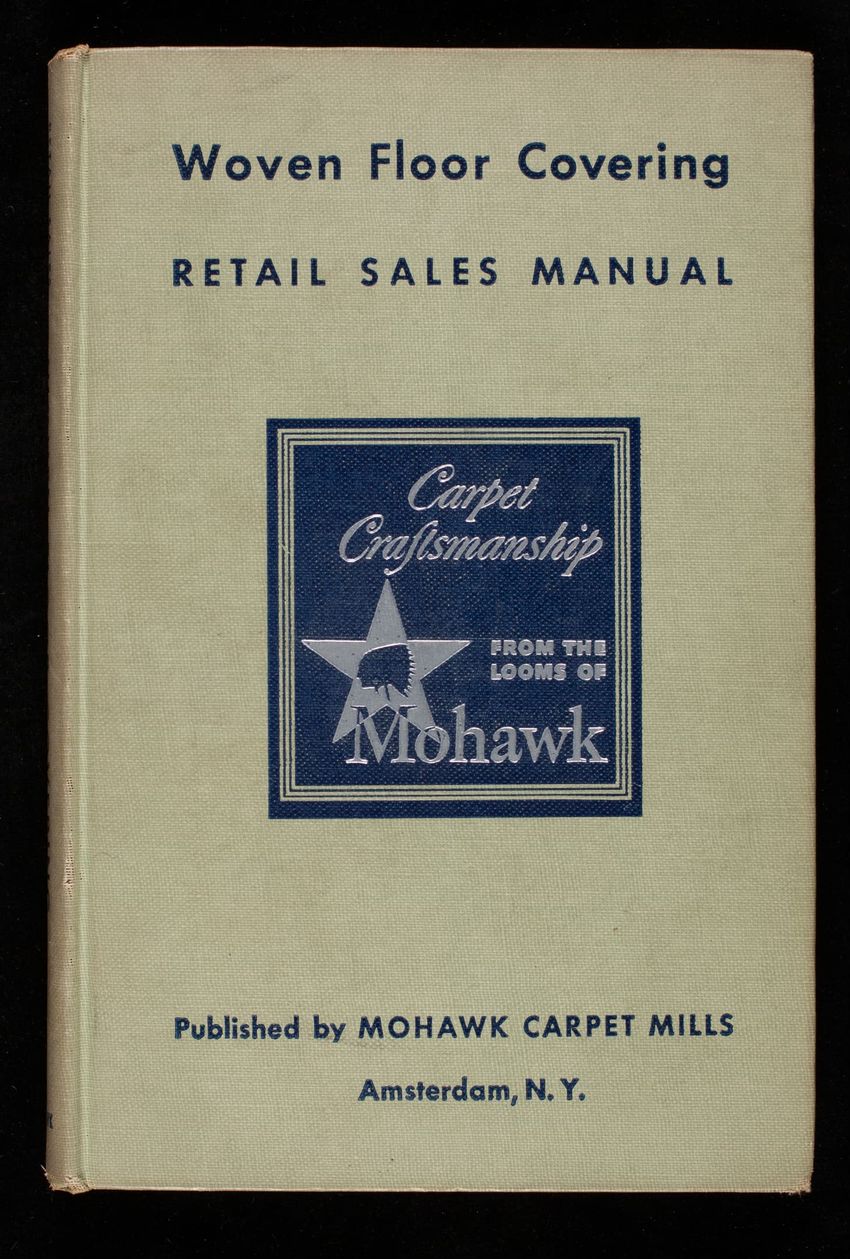 Woven Floor Covering
RETAIL SALES MANUAL
Carpet
Craftsmanship
FROM THE
LOOMS OF
Mohawk
Published by MOHAWK CARPET MILLS
Amsterdam, N. Y.